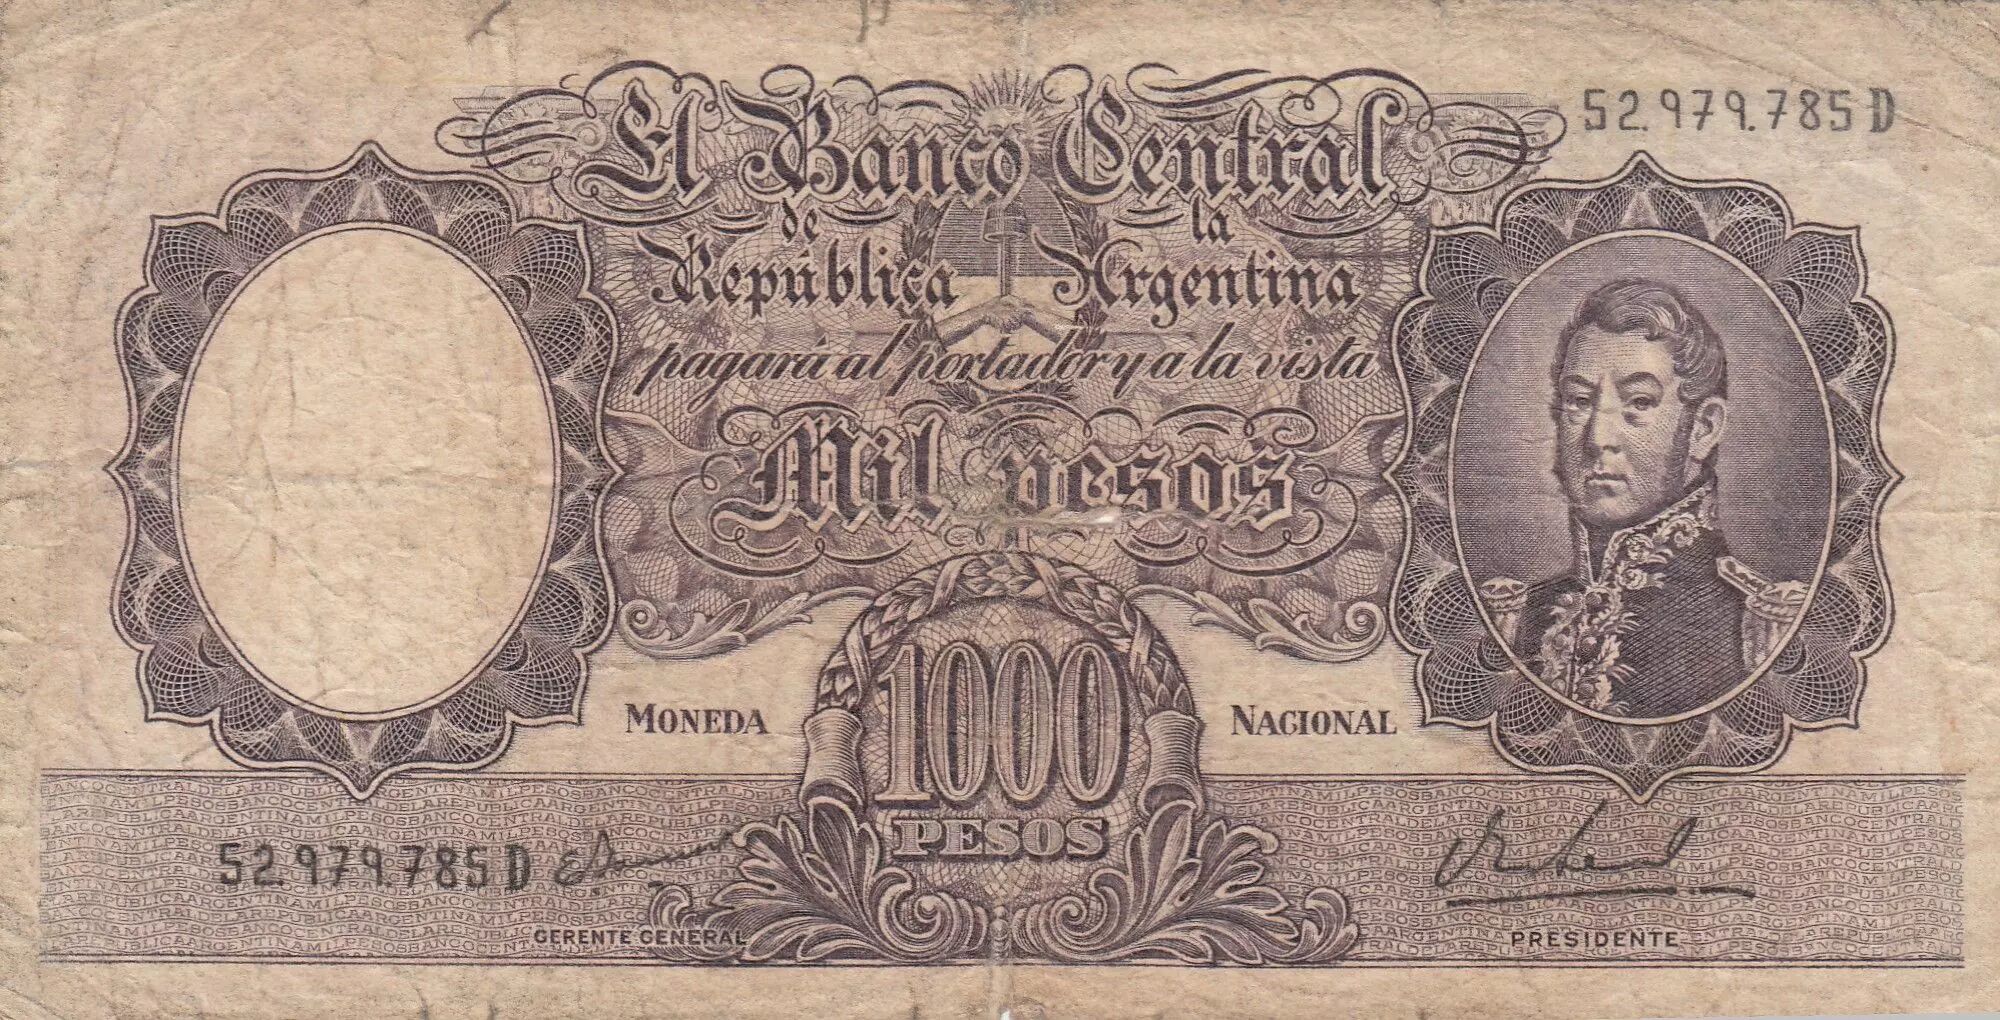 52.979.785 D
El Banco Central
de la
República Argentina
pagará al portador y a la vista
Mil pesos
MONEDA NACIONAL
1000
PESOS
52.979.785 D
GERENTE GENERAL
PRESIDENTE